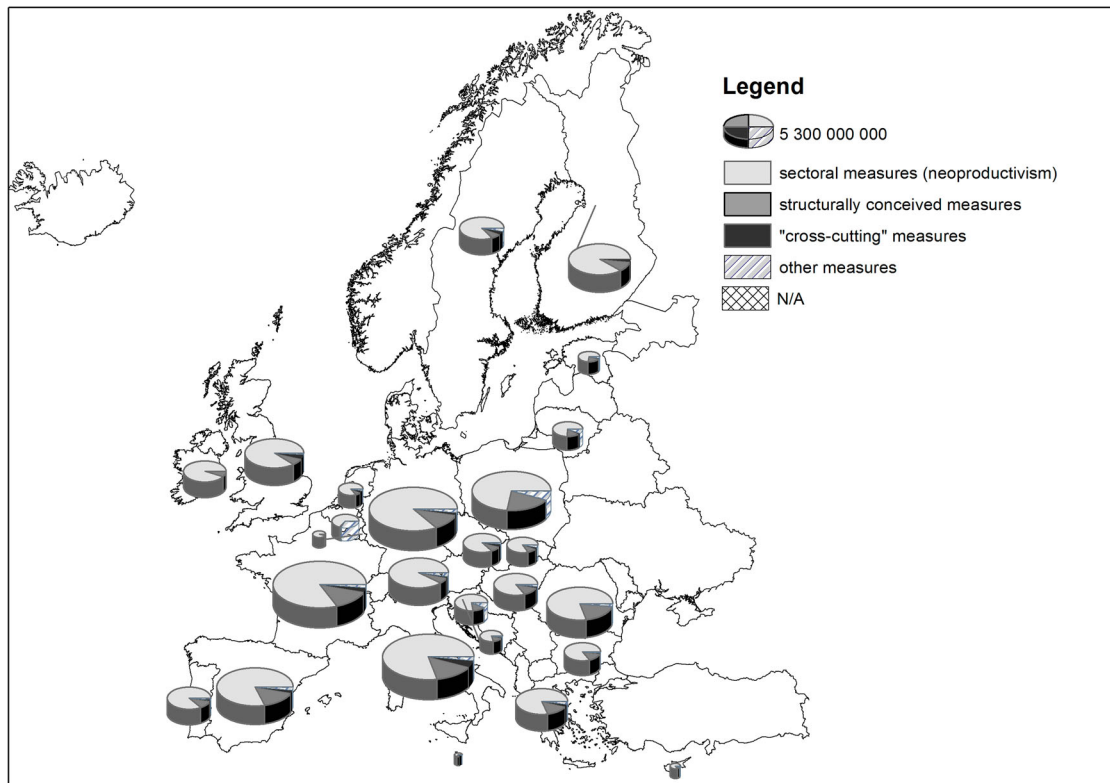 Legend
5 300 000 000
sectoral measures (neoproductivism)
structurally conceived measures
"cross-cutting" measures
other measures
N/A